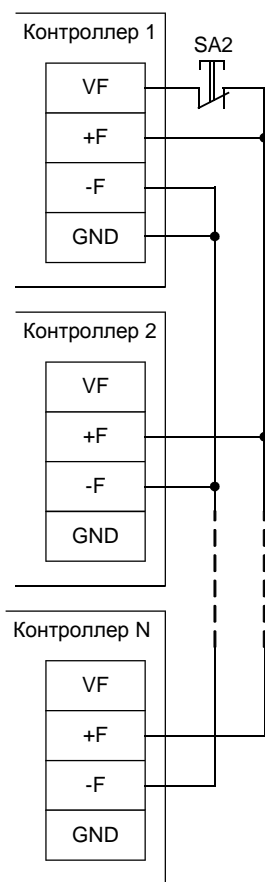 Контроллер 1
SA2
VF
+F
-F
GND
Контроллер 2
VF
+F
-F
GND
Контроллер N
VF
+F
-F
GND